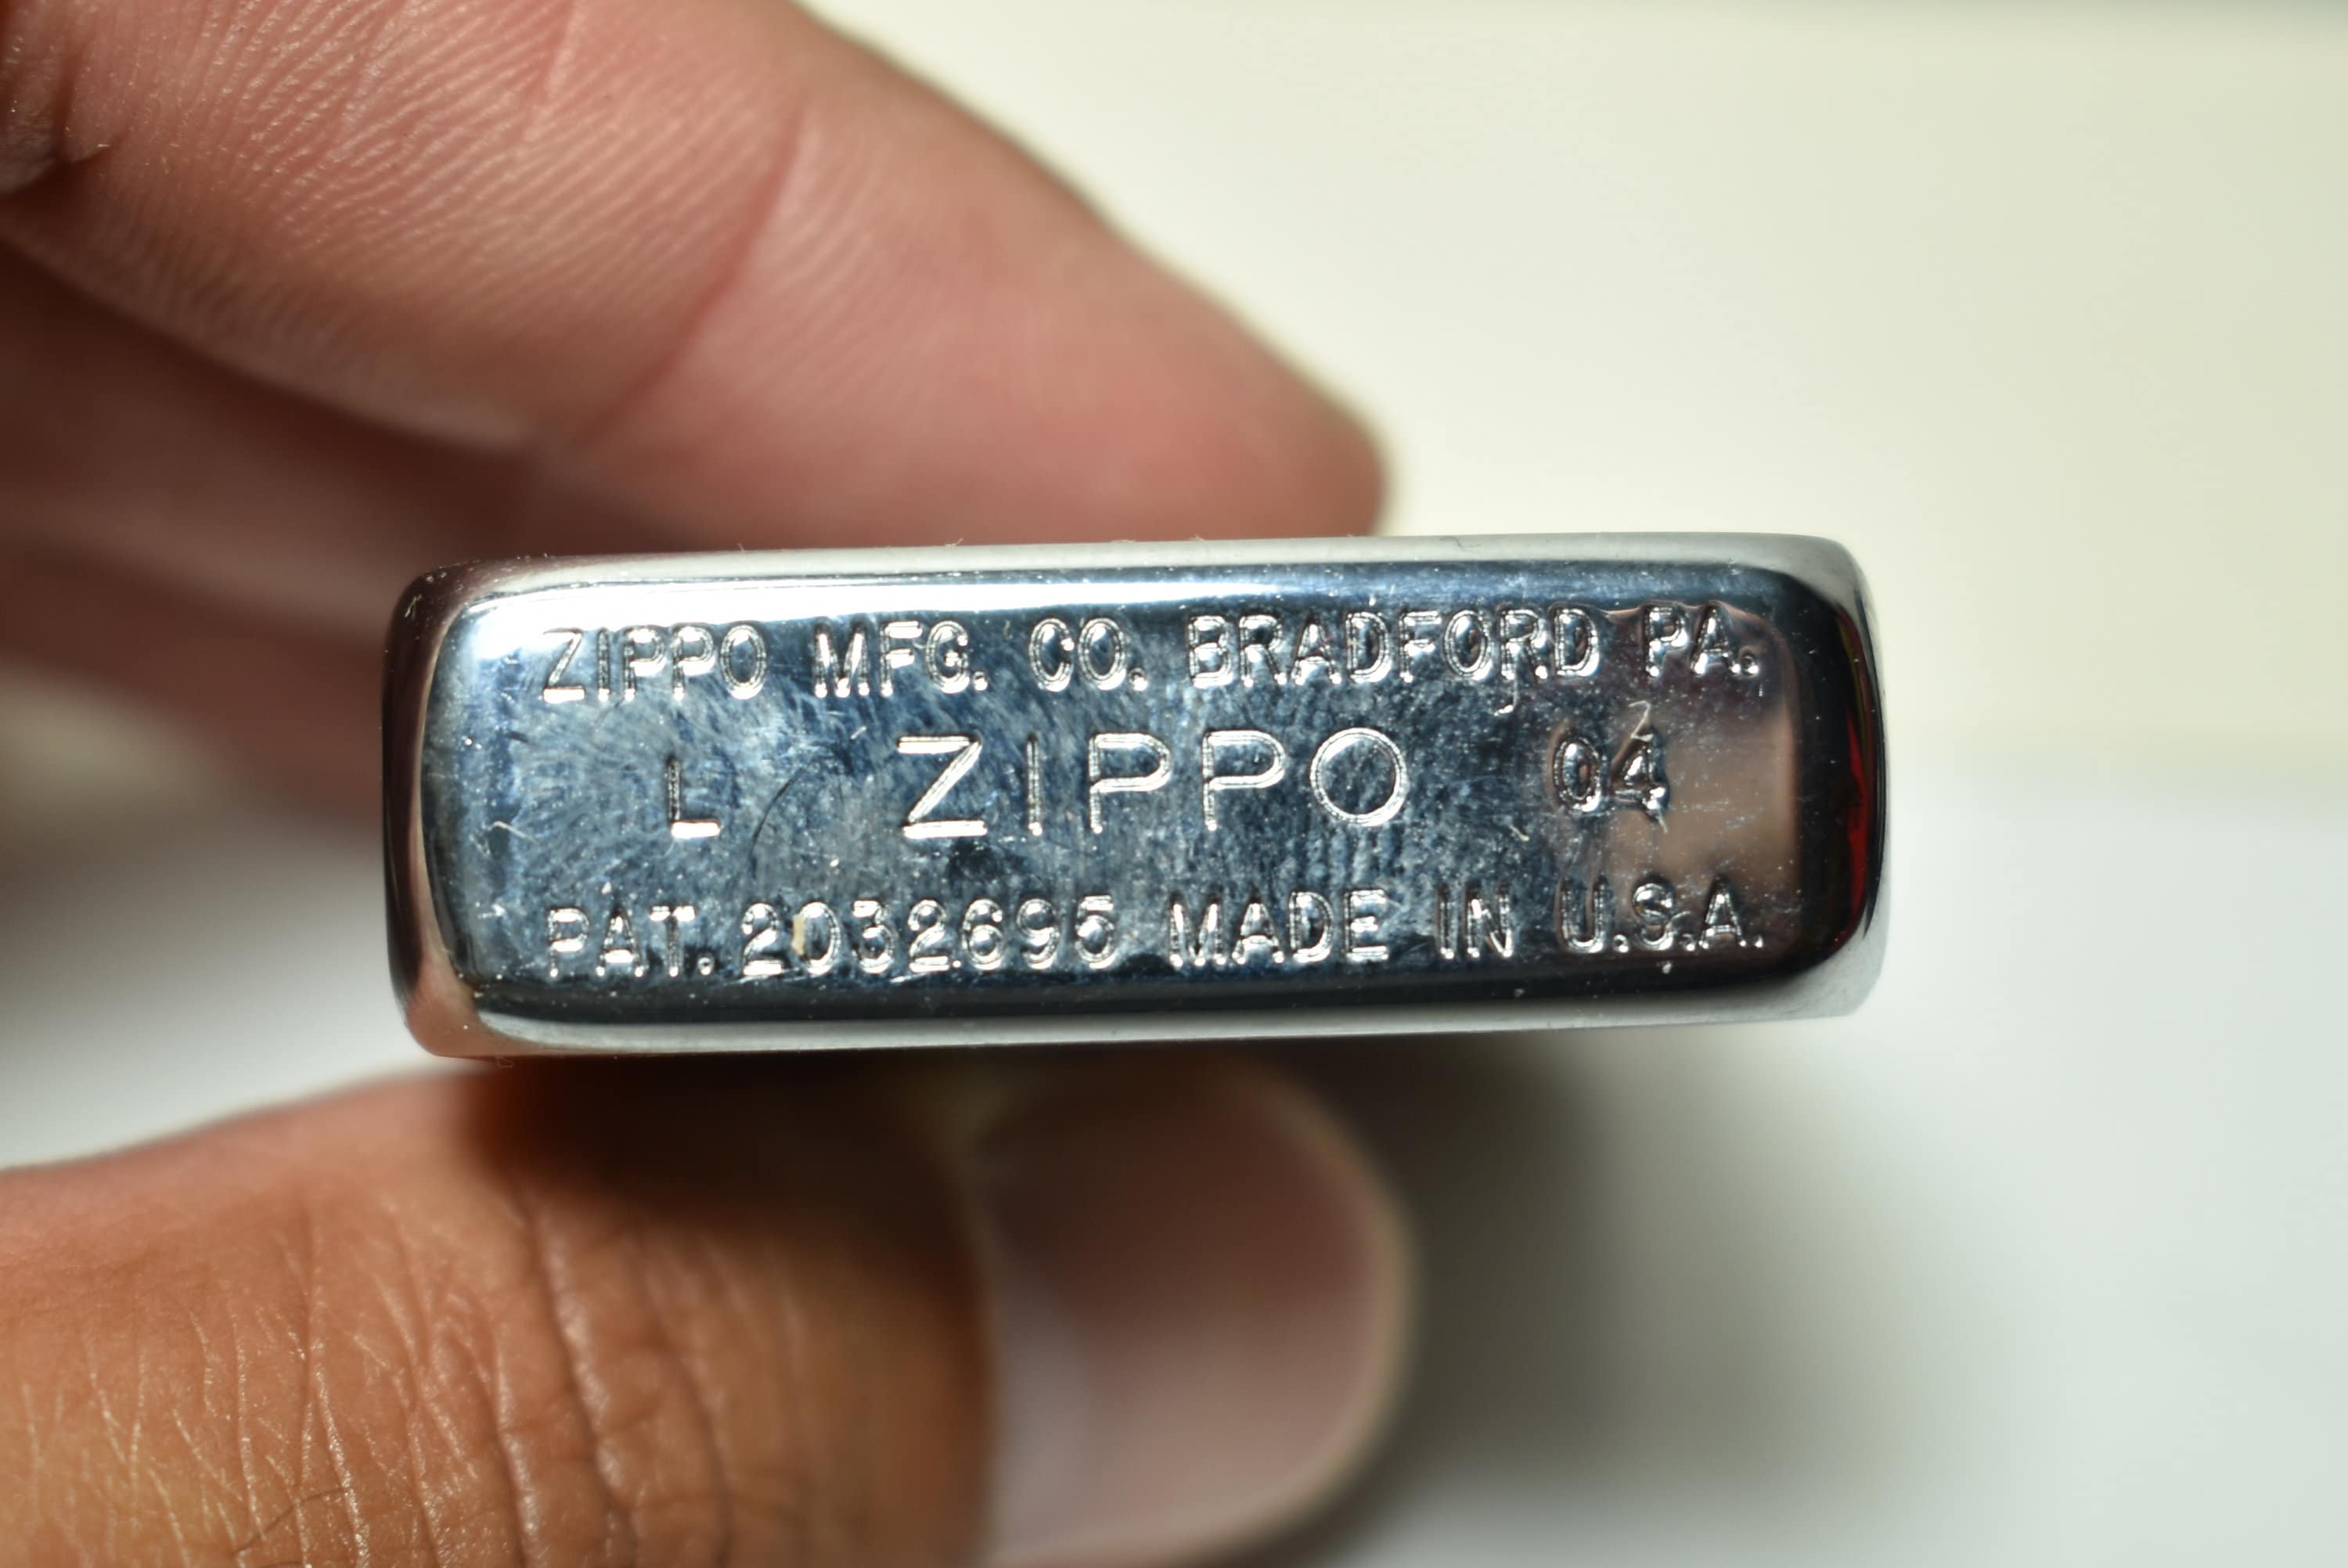 ZIPPO MFG. CO. BRADFORD PA.
L ZIPPO 04
PAT. 2032695 MADE IN U.S.A.